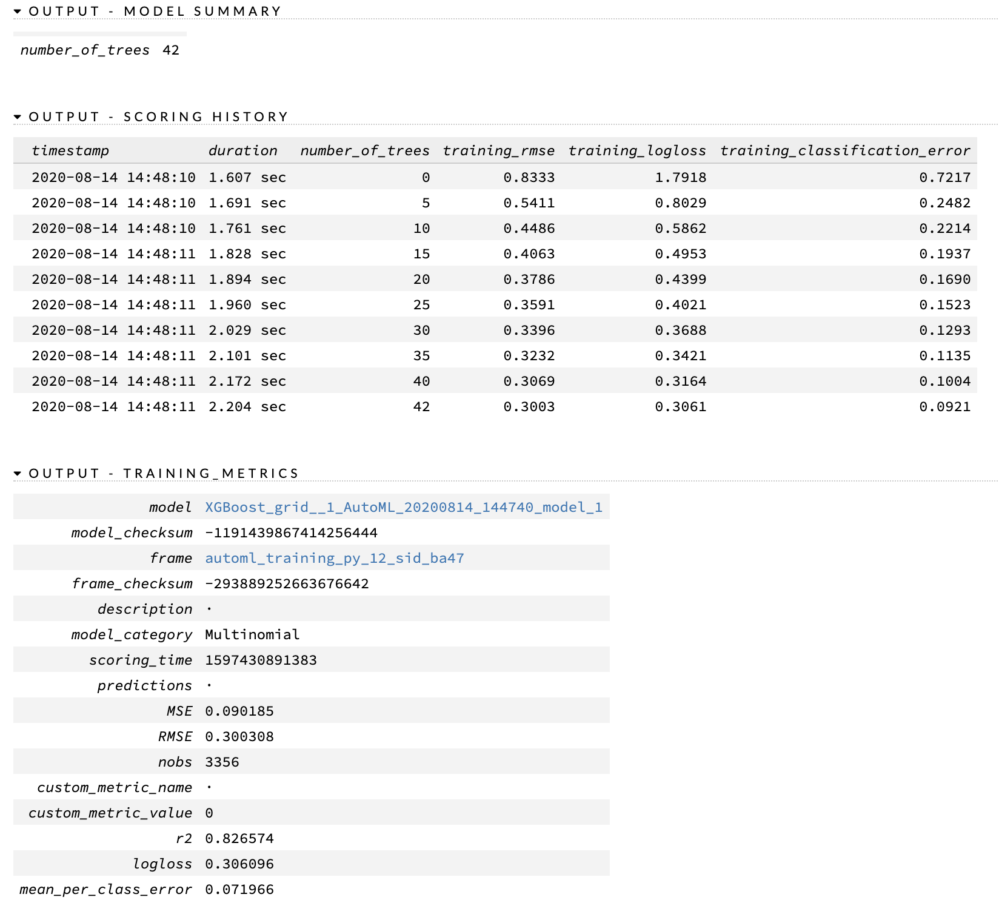 OUTPUT - MODEL SUMMARY
number_of_trees 42
OUTPUT - SCORING HISTORY
timestamp duration number_of_trees training_rmse training_logloss training_classification_error
2020-08-14 14:48:10 1.607 sec 0 0.8333 1.7918 0.7217
2020-08-14 14:48:10 1.691 sec 5 0.5411 0.8029 0.2482
2020-08-14 14:48:10 1.761 sec 10 0.4486 0.5862 0.2214
2020-08-14 14:48:11 1.828 sec 15 0.4063 0.4953 0.1937
2020-08-14 14:48:11 1.894 sec 20 0.3786 0.4399 0.1690
2020-08-14 14:48:11 1.960 sec 25 0.3591 0.4021 0.1523
2020-08-14 14:48:11 2.029 sec 30 0.3396 0.3688 0.1293
2020-08-14 14:48:11 2.101 sec 35 0.3232 0.3421 0.1135
2020-08-14 14:48:11 2.172 sec 40 0.3069 0.3164 0.1004
2020-08-14 14:48:11 2.204 sec 42 0.3003 0.3061 0.0921
OUTPUT - TRAINING_METRICS
model XGBoost_grid__1_AutoML_20200814_144740_model_1
model_checksum -1191439867414256444
frame automl_training_py_12_sid_ba47
frame_checksum -293889252663676642
description ·
model_category Multinomial
scoring_time 1597430891383
predictions ·
MSE 0.090185
RMSE 0.300308
nobs 3356
custom_metric_name ·
custom_metric_value 0
r2 0.826574
logloss 0.306096
mean_per_class_error 0.071966